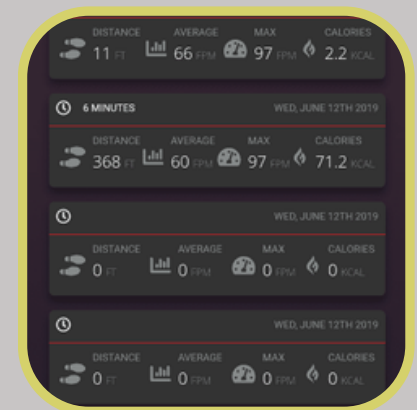 DISTANCE AVERAGE MAX CALORIES
11 FT 66 FPM 97 FPM 2.2 KCAL
6 MINUTES WED, JUNE 12TH 2019
DISTANCE AVERAGE MAX CALORIES
368 FT 60 FPM 97 FPM 71.2 KCAL
WED, JUNE 12TH 2019
DISTANCE AVERAGE MAX CALORIES
0 FT 0 FPM 0 FPM 0 KCAL
WED, JUNE 12TH 2019
DISTANCE AVERAGE MAX CALORIES
0 FT 0 FPM 0 FPM 0 KCAL